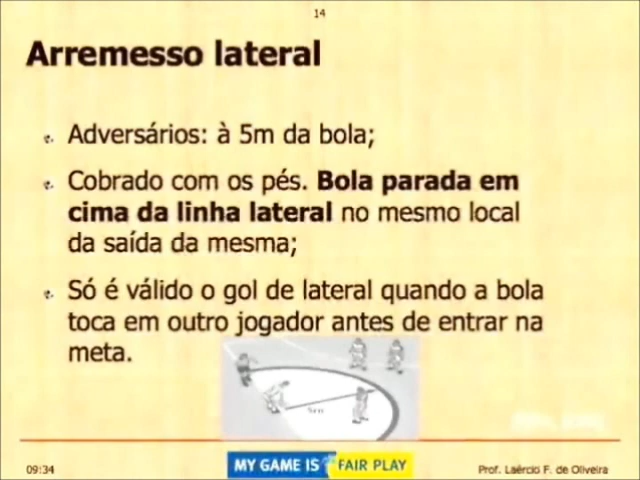 14
Arremesso lateral
Adversários: à 5m da bola;
Cobrado com os pés. Bola parada em
cima da linha lateral no mesmo local
da saída da mesma;
Só é válido o gol de lateral quando a bola
toca em outro jogador antes de entrar na
meta.
09:34
MY GAME IS FAIR PLAY
Prof. Laércio F. de Oliveira